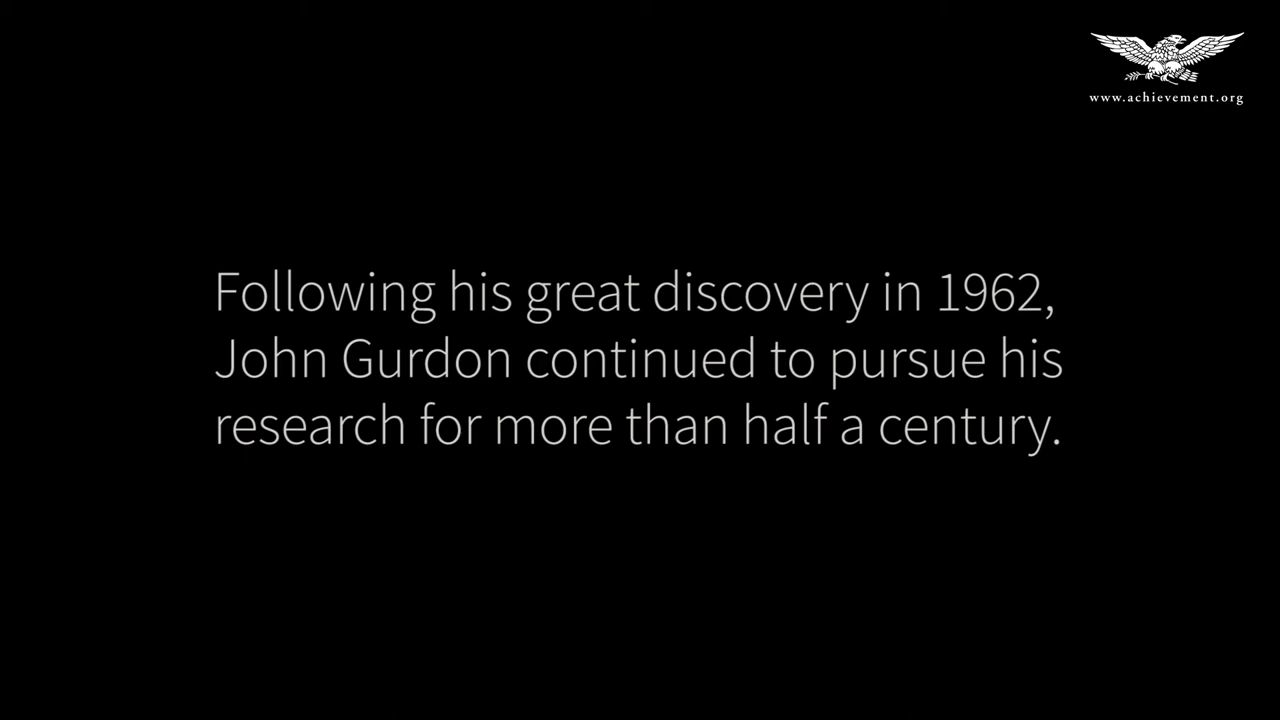 www.achievement.org
Following his great discovery in 1962,
John Gurdon continued to pursue his
research for more than half a century.